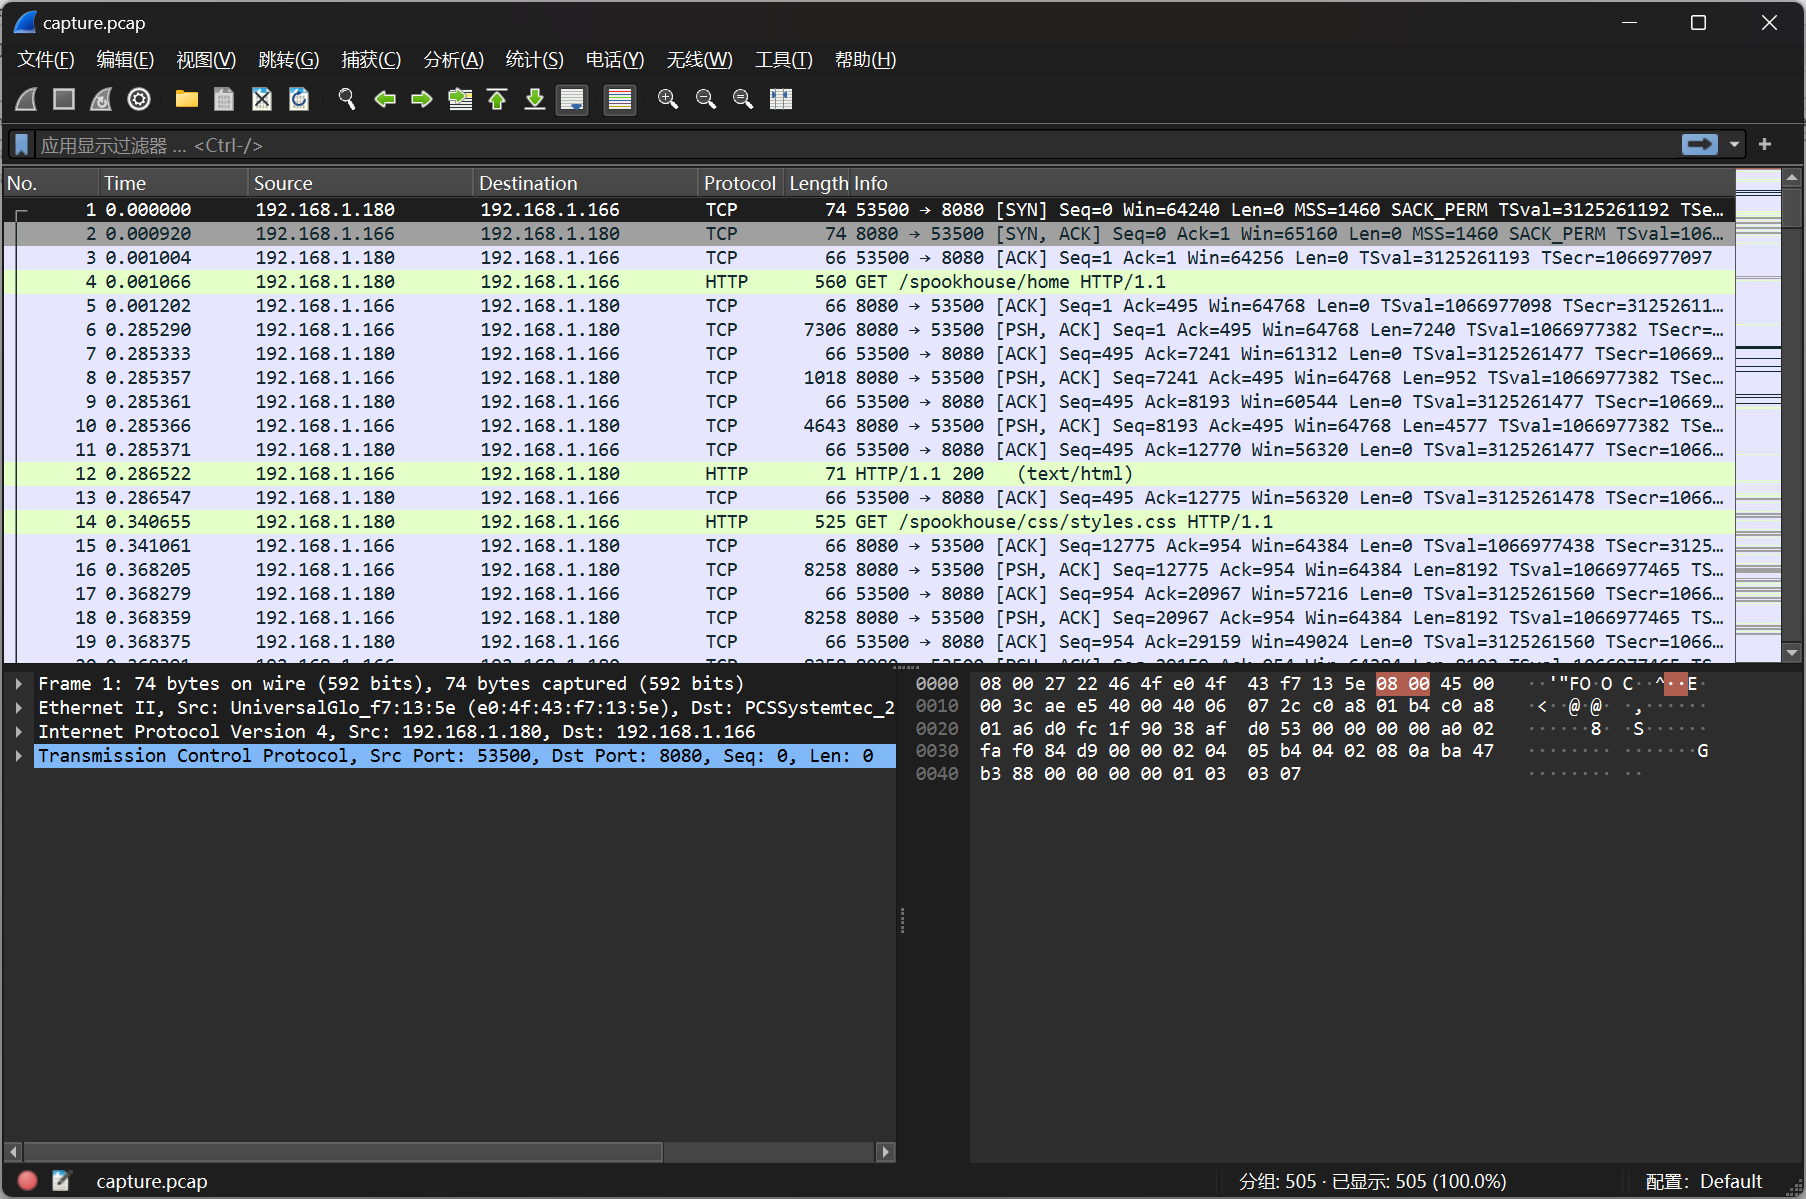 capture.pcap
文件(F) 编辑(E) 视图(V) 跳转(G) 捕获(C) 分析(A) 统计(S) 电话(Y) 无线(W) 工具(T) 帮助(H)
应用显示过滤器 … <Ctrl-/>
No. Time Source Destination Protocol Length Info
1 0.000000 192.168.1.180 192.168.1.166 TCP 74 53500 → 8080 [SYN] Seq=0 Win=64240 Len=0 MSS=1460 SACK_PERM TSval=3125261192 TSe…
2 0.000920 192.168.1.166 192.168.1.180 TCP 74 8080 → 53500 [SYN, ACK] Seq=0 Ack=1 Win=65160 Len=0 MSS=1460 SACK_PERM TSval=106…
3 0.001004 192.168.1.180 192.168.1.166 TCP 66 53500 → 8080 [ACK] Seq=1 Ack=1 Win=64256 Len=0 TSval=3125261193 TSecr=1066977097
4 0.001066 192.168.1.180 192.168.1.166 HTTP 560 GET /spookhouse/home HTTP/1.1
5 0.001202 192.168.1.166 192.168.1.180 TCP 66 8080 → 53500 [ACK] Seq=1 Ack=495 Win=64768 Len=0 TSval=1066977098 TSecr=31252611…
6 0.285290 192.168.1.166 192.168.1.180 TCP 7306 8080 → 53500 [PSH, ACK] Seq=1 Ack=495 Win=64768 Len=7240 TSval=1066977382 TSecr=…
7 0.285333 192.168.1.180 192.168.1.166 TCP 66 53500 → 8080 [ACK] Seq=495 Ack=7241 Win=61312 Len=0 TSval=3125261477 TSecr=10669…
8 0.285357 192.168.1.166 192.168.1.180 TCP 1018 8080 → 53500 [PSH, ACK] Seq=7241 Ack=495 Win=64768 Len=952 TSval=1066977382 TSec…
9 0.285361 192.168.1.180 192.168.1.166 TCP 66 53500 → 8080 [ACK] Seq=495 Ack=8193 Win=60544 Len=0 TSval=3125261477 TSecr=10669…
10 0.285366 192.168.1.166 192.168.1.180 TCP 4643 8080 → 53500 [PSH, ACK] Seq=8193 Ack=495 Win=64768 Len=4577 TSval=1066977382 TSe…
11 0.285371 192.168.1.180 192.168.1.166 TCP 66 53500 → 8080 [ACK] Seq=495 Ack=12770 Win=56320 Len=0 TSval=3125261477 TSecr=1066…
12 0.286522 192.168.1.166 192.168.1.180 HTTP 71 HTTP/1.1 200 (text/html)
13 0.286547 192.168.1.180 192.168.1.166 TCP 66 53500 → 8080 [ACK] Seq=495 Ack=12775 Win=56320 Len=0 TSval=3125261478 TSecr=1066…
14 0.340655 192.168.1.180 192.168.1.166 HTTP 525 GET /spookhouse/css/styles.css HTTP/1.1
15 0.341061 192.168.1.166 192.168.1.180 TCP 66 8080 → 53500 [ACK] Seq=12775 Ack=954 Win=64384 Len=0 TSval=1066977438 TSecr=3125…
16 0.368205 192.168.1.166 192.168.1.180 TCP 8258 8080 → 53500 [PSH, ACK] Seq=12775 Ack=954 Win=64384 Len=8192 TSval=1066977465 TS…
17 0.368279 192.168.1.180 192.168.1.166 TCP 66 53500 → 8080 [ACK] Seq=954 Ack=20967 Win=57216 Len=0 TSval=3125261560 TSecr=1066…
18 0.368359 192.168.1.166 192.168.1.180 TCP 8258 8080 → 53500 [PSH, ACK] Seq=20967 Ack=954 Win=64384 Len=8192 TSval=1066977465 TS…
19 0.368375 192.168.1.180 192.168.1.166 TCP 66 53500 → 8080 [ACK] Seq=954 Ack=29159 Win=49024 Len=0 TSval=3125261560 TSecr=1066…
Frame 1: 74 bytes on wire (592 bits), 74 bytes captured (592 bits)
Ethernet II, Src: UniversalGlo_f7:13:5e (e0:4f:43:f7:13:5e), Dst: PCSSystemtec_2
Internet Protocol Version 4, Src: 192.168.1.180, Dst: 192.168.1.166
Transmission Control Protocol, Src Port: 53500, Dst Port: 8080, Seq: 0, Len: 0
0000 08 00 27 22 46 4f e0 4f 43 f7 13 5e 08 00 45 00 ··'"FO·O C··^··E·
0010 00 3c ae e5 40 00 40 06 07 2c c0 a8 01 b4 c0 a8 ·<··@·@· ·,······
0020 01 a6 d0 fc 1f 90 38 af d0 53 00 00 00 00 a0 02 ······8· ·S······
0030 fa f0 84 d9 00 00 02 04 05 b4 04 02 08 0a ba 47 ········ ·······G
0040 b3 88 00 00 00 00 01 03 03 07 ········ ··
capture.pcap 分组: 505 · 已显示: 505 (100.0%) 配置: Default